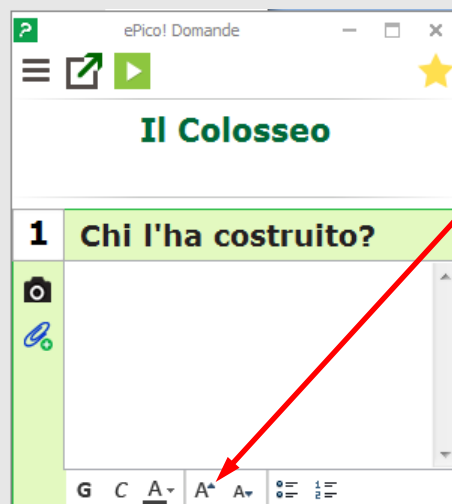 ePico! Domande
Il Colosseo
1 Chi l'ha costruito?
G C A A A